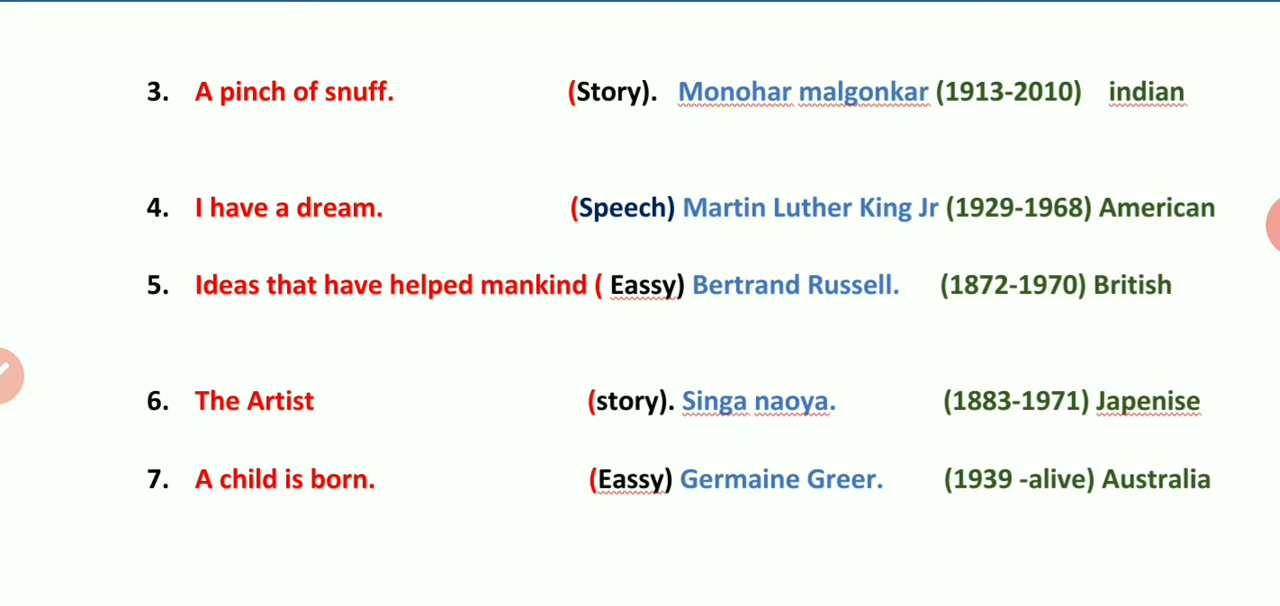 3. A pinch of snuff. (Story). Monohar malgonkar (1913-2010) indian
4. I have a dream. (Speech) Martin Luther King Jr (1929-1968) American
5. Ideas that have helped mankind ( Eassy) Bertrand Russell. (1872-1970) British
6. The Artist (story). Singa naoya. (1883-1971) Japenise
7. A child is born. (Eassy) Germaine Greer. (1939 -alive) Australia